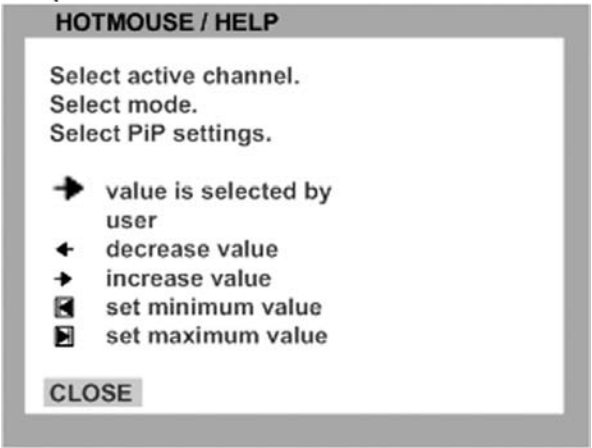 HOTMOUSE / HELP
Select active channel.
Select mode.
Select PiP settings.
value is selected by
user
decrease value
increase value
set minimum value
set maximum value
CLOSE